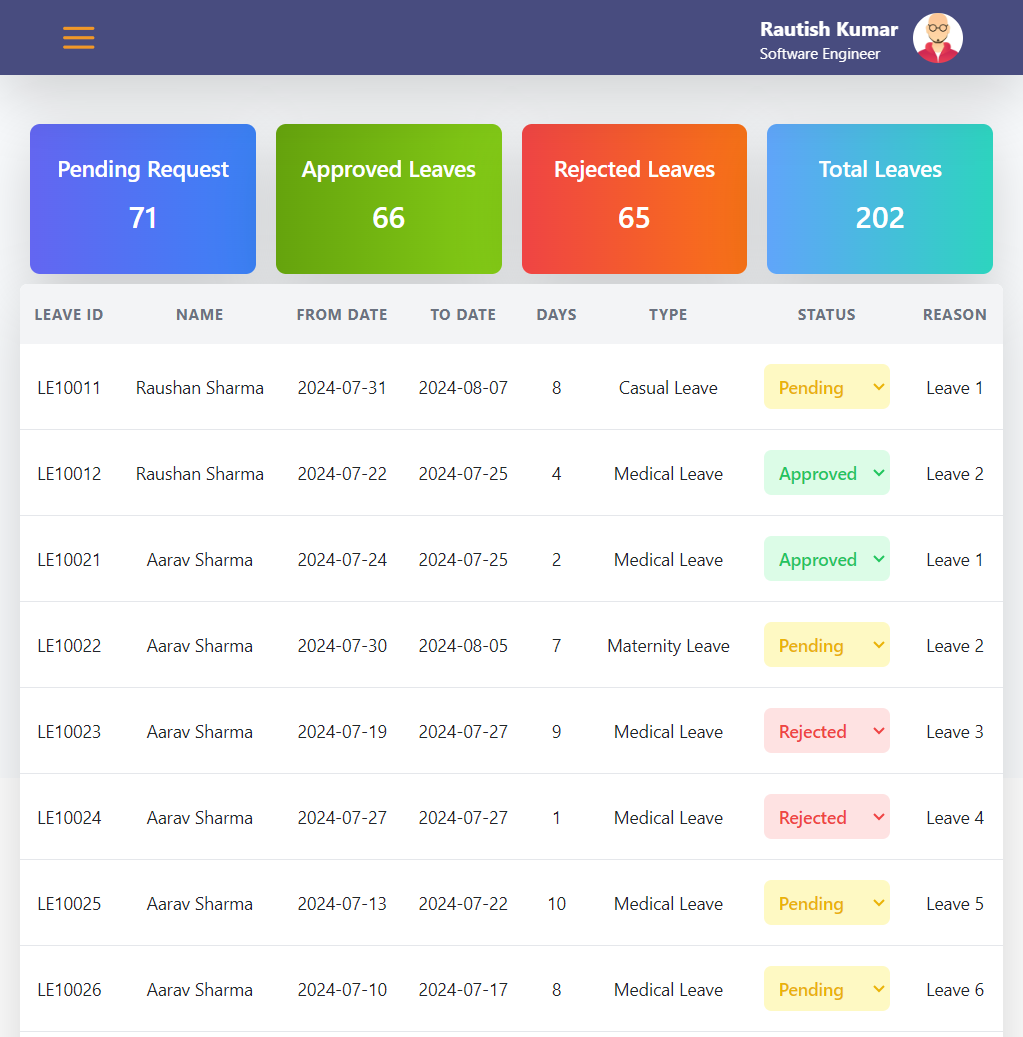 Rautish Kumar
Software Engineer
Pending Request Approved Leaves Rejected Leaves Total Leaves
71 66 65 202
LEAVE ID NAME FROM DATE TO DATE DAYS TYPE STATUS REASON
LE10011 Raushan Sharma 2024-07-31 2024-08-07 8 Casual Leave Pending Leave 1
LE10012 Raushan Sharma 2024-07-22 2024-07-25 4 Medical Leave Approved Leave 2
LE10021 Aarav Sharma 2024-07-24 2024-07-25 2 Medical Leave Approved Leave 1
LE10022 Aarav Sharma 2024-07-30 2024-08-05 7 Maternity Leave Pending Leave 2
LE10023 Aarav Sharma 2024-07-19 2024-07-27 9 Medical Leave Rejected Leave 3
LE10024 Aarav Sharma 2024-07-27 2024-07-27 1 Medical Leave Rejected Leave 4
LE10025 Aarav Sharma 2024-07-13 2024-07-22 10 Medical Leave Pending Leave 5
LE10026 Aarav Sharma 2024-07-10 2024-07-17 8 Medical Leave Pending Leave 6